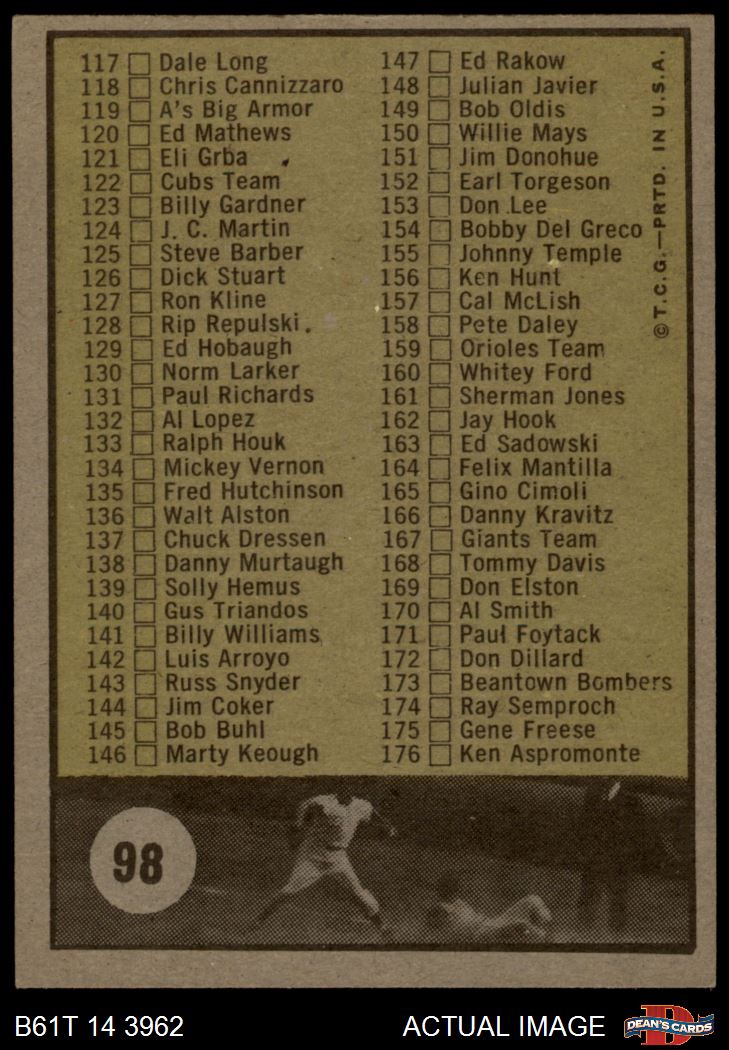 117 Dale Long
118 Chris Cannizzaro
119 A's Big Armor
120 Ed Mathews
121 Eli Grba
122 Cubs Team
123 Billy Gardner
124 J. C. Martin
125 Steve Barber
126 Dick Stuart
127 Ron Kline
128 Rip Repulski
129 Ed Hobaugh
130 Norm Larker
131 Paul Richards
132 Al Lopez
133 Ralph Houk
134 Mickey Vernon
135 Fred Hutchinson
136 Walt Alston
137 Chuck Dressen
138 Danny Murtaugh
139 Solly Hemus
140 Gus Triandos
141 Billy Williams
142 Luis Arroyo
143 Russ Snyder
144 Jim Coker
145 Bob Buhl
146 Marty Keough
147 Ed Rakow
148 Julian Javier
149 Bob Oldis
150 Willie Mays
151 Jim Donohue
152 Earl Torgeson
153 Don Lee
154 Bobby Del Greco
155 Johnny Temple
156 Ken Hunt
157 Cal McLish
158 Pete Daley
159 Orioles Team
160 Whitey Ford
161 Sherman Jones
162 Jay Hook
163 Ed Sadowski
164 Felix Mantilla
165 Gino Cimoli
166 Danny Kravitz
167 Giants Team
168 Tommy Davis
169 Don Elston
170 Al Smith
171 Paul Foytack
172 Don Dillard
173 Beantown Bombers
174 Ray Semproch
175 Gene Freese
176 Ken Aspromonte
©T.C.G.—PRTD. IN U.S.A.
98
B61T 14 3962
ACTUAL IMAGE
DEAN'S CARDS